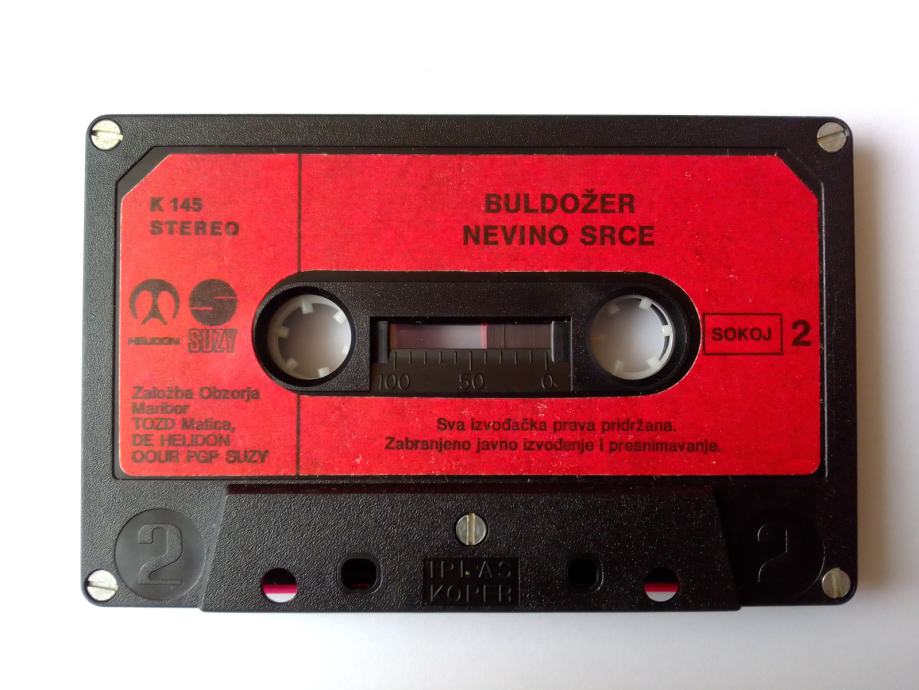 K 145
STEREO
BULDOŽER
NEVINO SRCE
HELIDON
SUZY
100 50 0
SOKOJ 2
Založba Obzorja
Maribor
TOZD Matica,
DE HELIDON
OOUR PGP SUZY
Sva izvođačka prava pridržana.
Zabranjeno javno izvođenje i presnimavanje.
2
2
IPLAS
KOPER